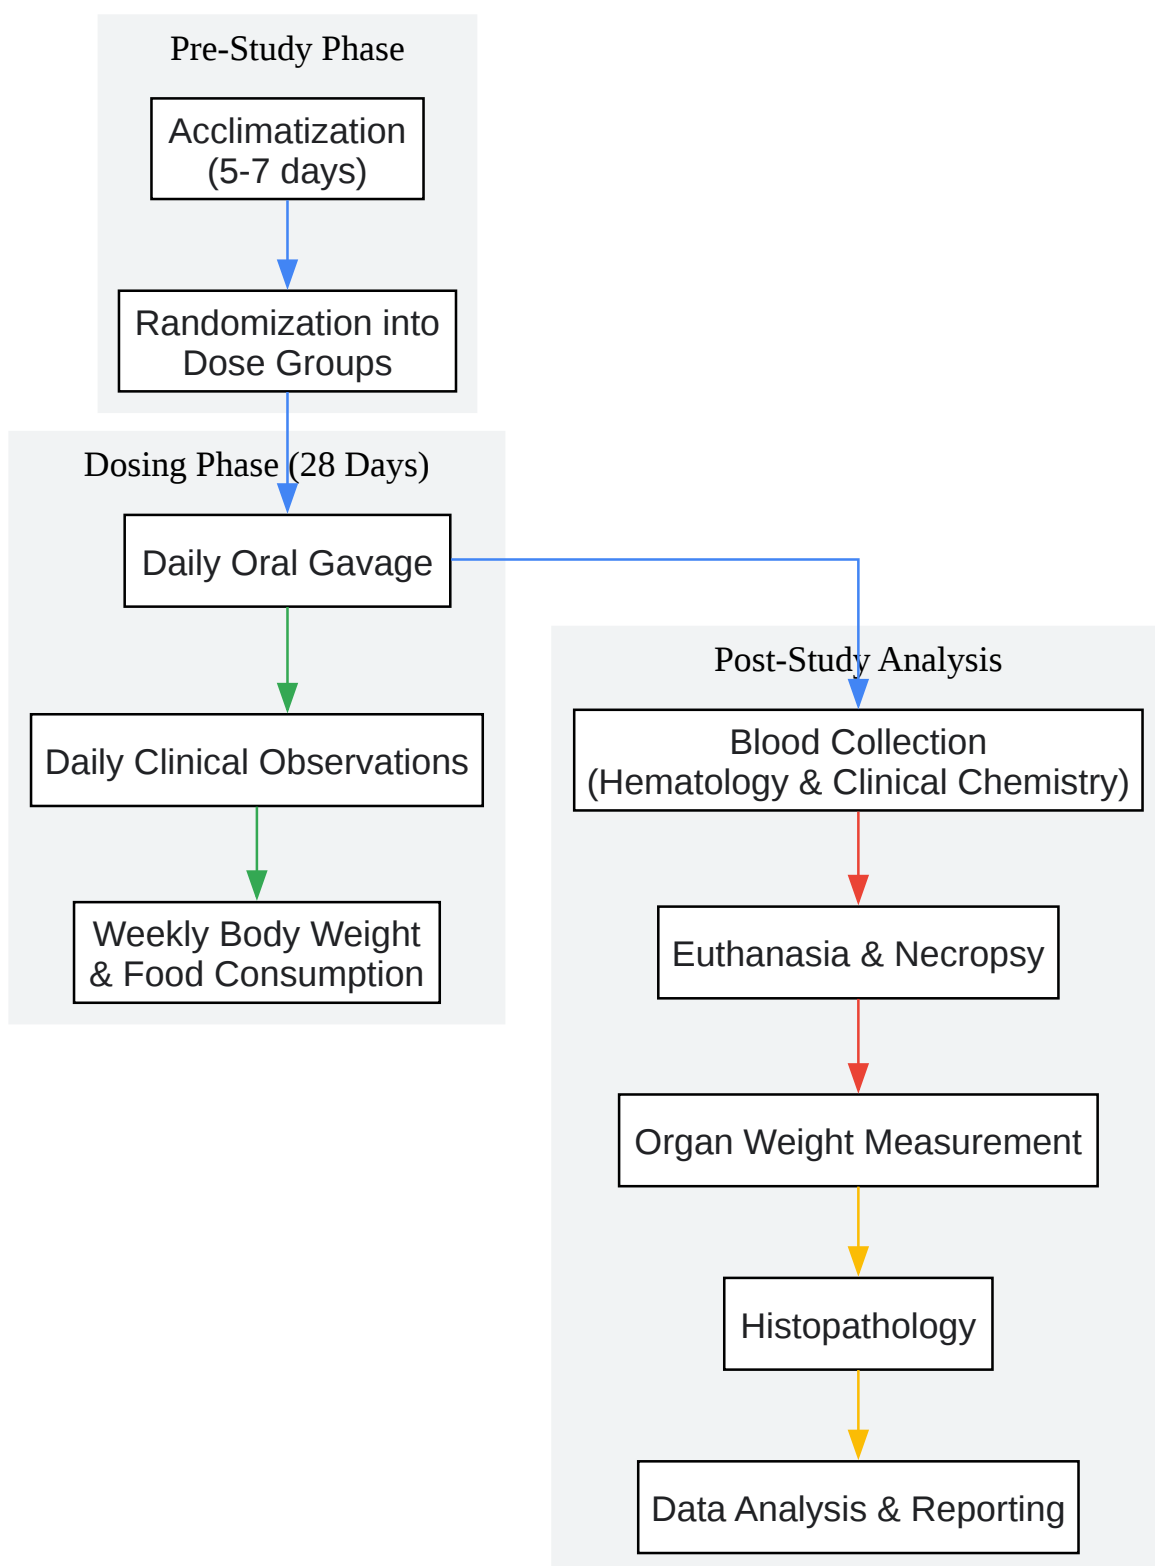 Pre-Study Phase
Acclimatization
(5-7 days)
Randomization into
Dose Groups
Dosing Phase (28 Days)
Daily Oral Gavage
Daily Clinical Observations
Weekly Body Weight
& Food Consumption
Post-Study Analysis
Blood Collection
(Hematology & Clinical Chemistry)
Euthanasia & Necropsy
Organ Weight Measurement
Histopathology
Data Analysis & Reporting